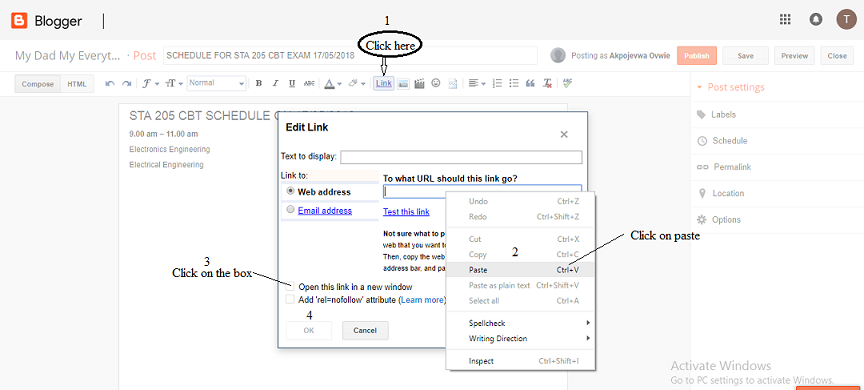 1
Blogger
T
Click here
My Dad My Everyt... · Post
SCHEDULE FOR STA 205 CBT EXAM 17/05/2018
Posting as Akpojevwa Ovwie
Publish
Save
Preview
Close
Compose
HTML
Normal
B I U ABC
A
Link
Post settings
Labels
Schedule
Permalink
Location
Options
STA 205 CBT SCHEDULE
9.00 am – 11.00 am
Electronics Engineering
Electrical Engineering
Edit Link
Text to display:
Link to:
Web address
Email address
To what URL should this link go?
Test this link
Not sure what to
web that you want to
Then, copy the web
address bar, and
Undo Ctrl+Z
Redo Ctrl+Shift+Z
Cut Ctrl+X
Copy Ctrl+C
2
Paste Ctrl+V
Paste as plain text Ctrl+Shift+V
Select all Ctrl+A
Spellcheck
Writing Direction
Inspect Ctrl+Shift+I
Click on paste
3
Click on the box
Open this link in a new window
Add 'rel=nofollow' attribute (Learn more)
4
OK
Cancel
Activate Windows
Go to PC settings to activate Windows.